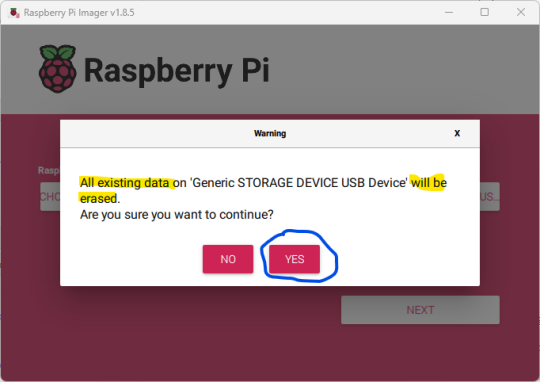 Raspberry Pi Imager v1.8.5
Raspberry Pi
Warning
X
Rasp
All existing data on 'Generic STORAGE DEVICE USB Device' will be
erased.
Are you sure you want to continue?
CHO
US...
NO
YES
NEXT